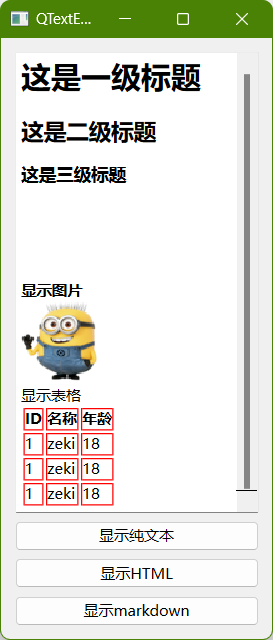 QTextE...
这是一级标题
这是二级标题
这是三级标题
显示图片
显示表格
ID 名称 年龄
1 zeki 18
1 zeki 18
1 zeki 18
显示纯文本
显示HTML
显示markdown